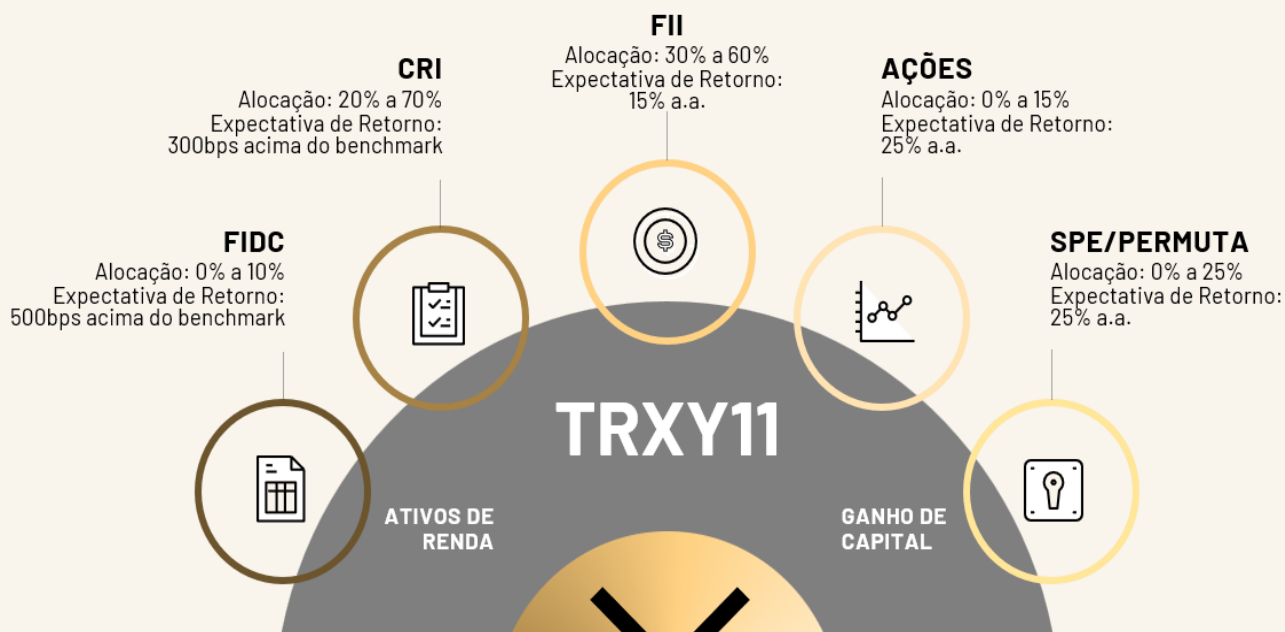 FII
Alocação: 30% a 60%
Expectativa de Retorno:
15% a.a.
CRI
Alocação: 20% a 70%
Expectativa de Retorno:
300bps acima do benchmark
AÇÕES
Alocação: 0% a 15%
Expectativa de Retorno:
25% a.a.
FIDC
Alocação: 0% a 10%
Expectativa de Retorno:
500bps acima do benchmark
SPE/PERMUTA
Alocação: 0% a 25%
Expectativa de Retorno:
25% a.a.
$
TRXY11
ATIVOS DE
RENDA
GANHO DE
CAPITAL